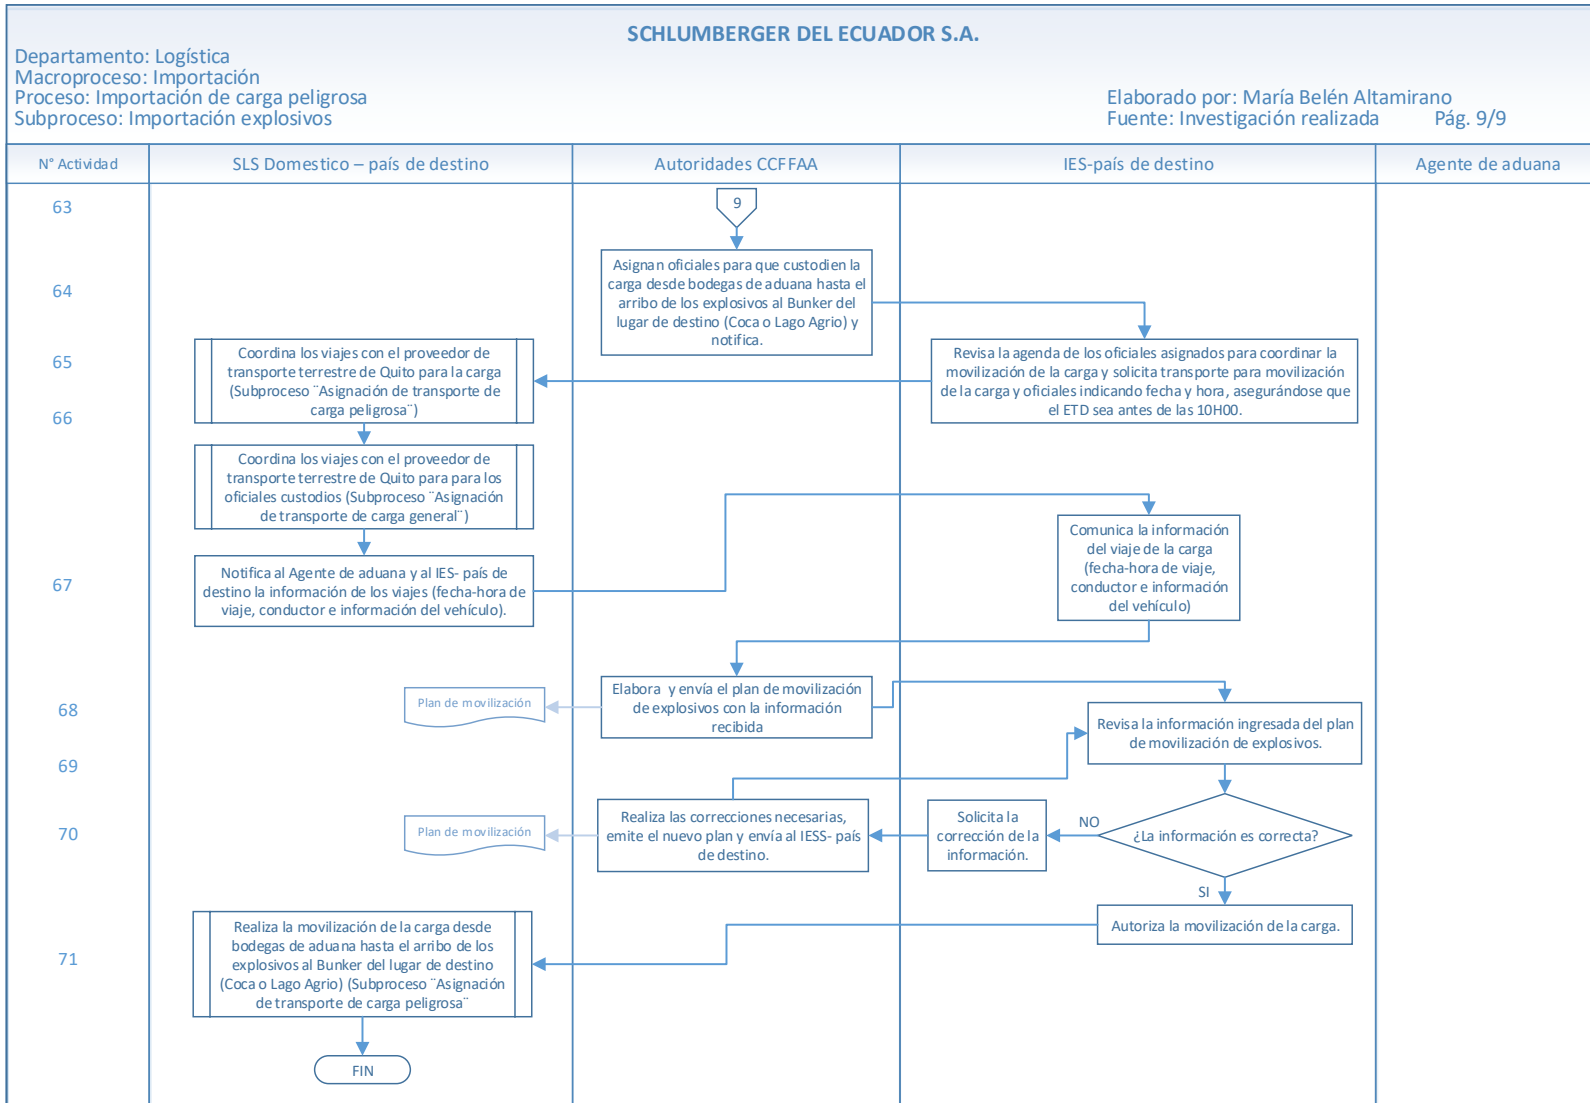 SCHLUMBERGER DEL ECUADOR S.A.
Departamento: Logística
Macroproceso: Importación
Proceso: Importación de carga peligrosa
Subproceso: Importación explosivos
Elaborado por: María Belén Altamirano
Fuente: Investigación realizada Pág. 9/9
N° Actividad
SLS Domestico – país de destino
Autoridades CCFFAA
IES-país de destino
Agente de aduana
63
9
64
Asignan oficiales para que custodien la
carga desde bodegas de aduana hasta el
arribo de los explosivos al Bunker del
lugar de destino (Coca o Lago Agrio) y
notifica.
65
Coordina los viajes con el proveedor de
transporte terrestre de Quito para la carga
(Subproceso ¨Asignación de transporte de
carga peligrosa¨)
Revisa la agenda de los oficiales asignados para coordinar la
movilización de la carga y solicita transporte para movilización
de la carga y oficiales indicando fecha y hora, asegurándose que
el ETD sea antes de las 10H00.
66
Coordina los viajes con el proveedor de
transporte terrestre de Quito para para los
oficiales custodios (Subproceso ¨Asignación
de transporte de carga general¨)
Comunica la información
del viaje de la carga
(fecha-hora de viaje,
conductor e información
del vehículo)
67
Notifica al Agente de aduana y al IES- país de
destino la información de los viajes (fecha-hora de
viaje, conductor e información del vehículo).
68
Plan de movilización
Elabora y envía el plan de movilización
de explosivos con la información
recibida
Revisa la información ingresada del plan
de movilización de explosivos.
69
70
Plan de movilización
Realiza las correcciones necesarias,
emite el nuevo plan y envía al IESS- país
de destino.
Solicita la
corrección de la
información.
NO
¿La información es correcta?
SI
Autoriza la movilización de la carga.
71
Realiza la movilización de la carga desde
bodegas de aduana hasta el arribo de los
explosivos al Bunker del lugar de destino
(Coca o Lago Agrio) (Subproceso ¨Asignación
de transporte de carga peligrosa¨
FIN